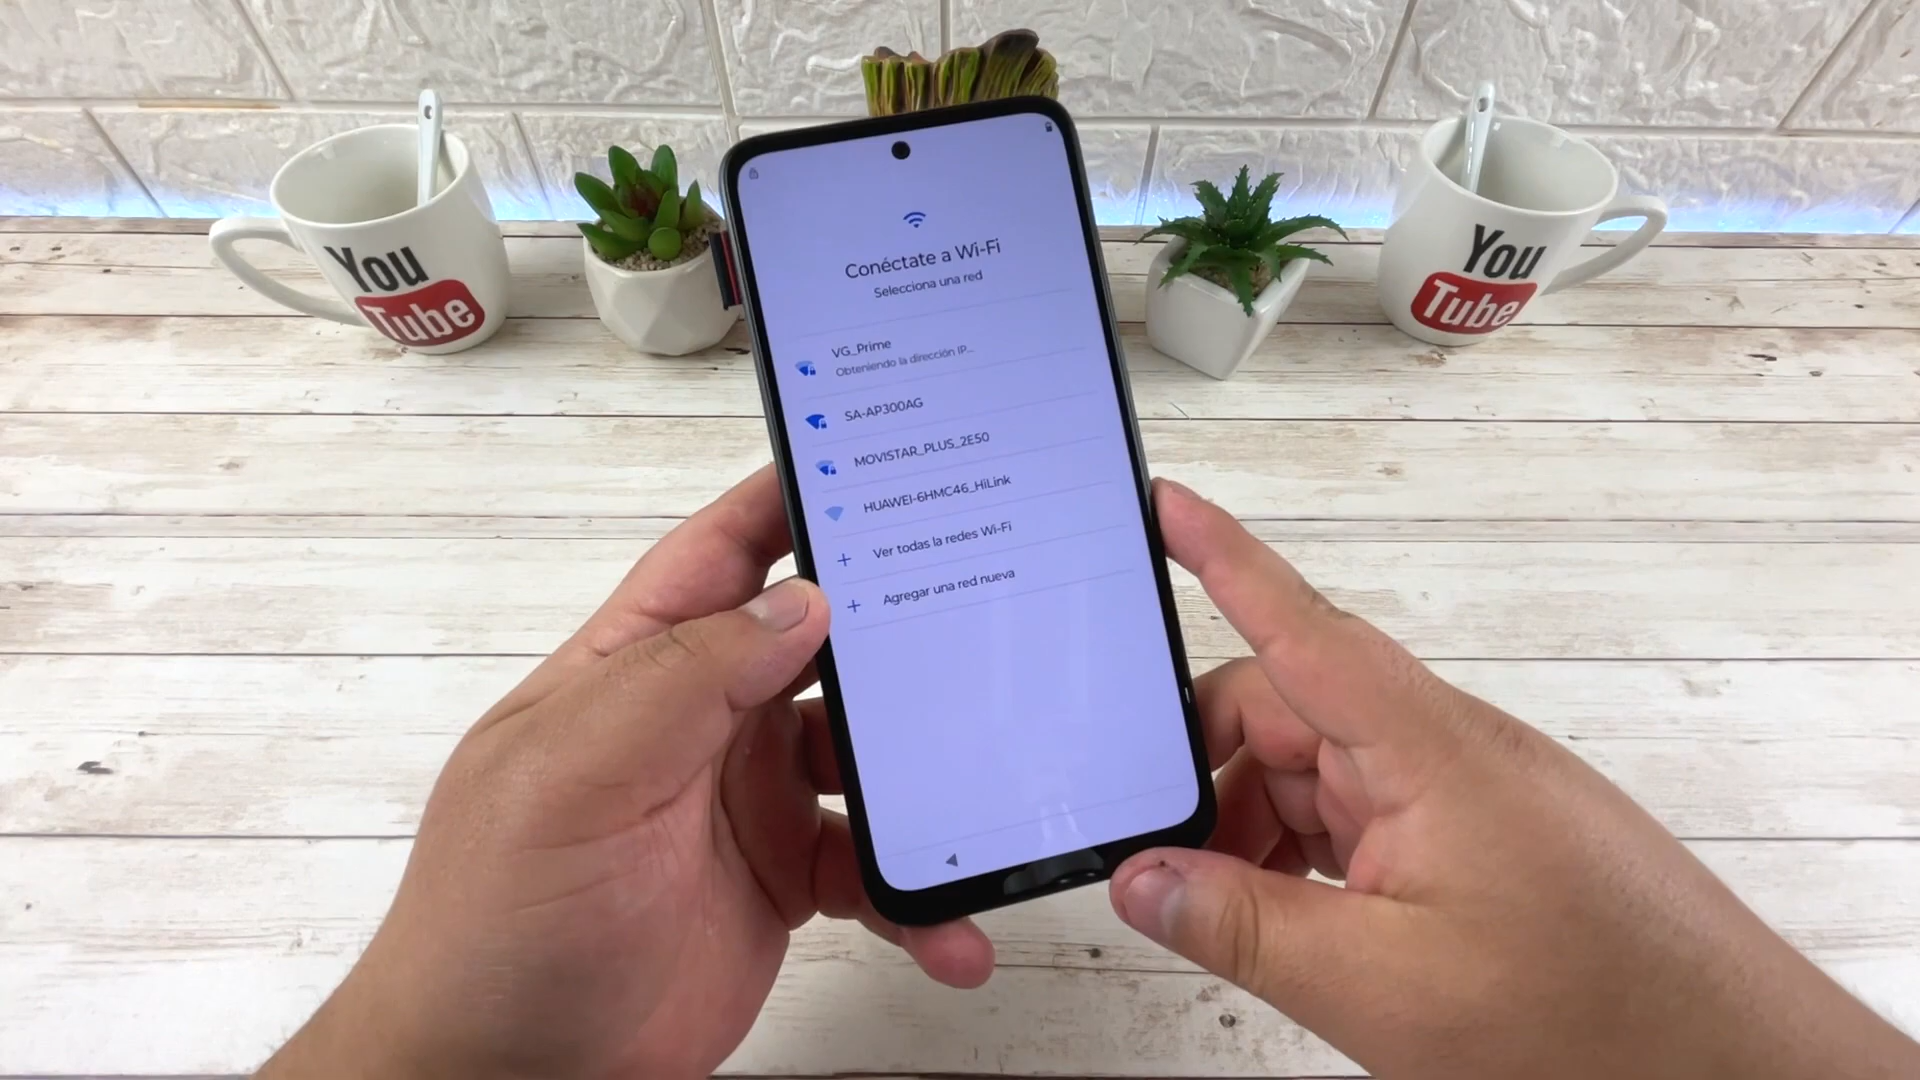 You
Tube
Conéctate a Wi-Fi
Selecciona una red
VG_Prime
Obteniendo la dirección IP...
SA-AP300AG
MOVISTAR_PLUS_2E50
HUAWEI-6HMC46_HiLink
Ver todas la redes Wi-Fi
Agregar una red nueva
You
Tube